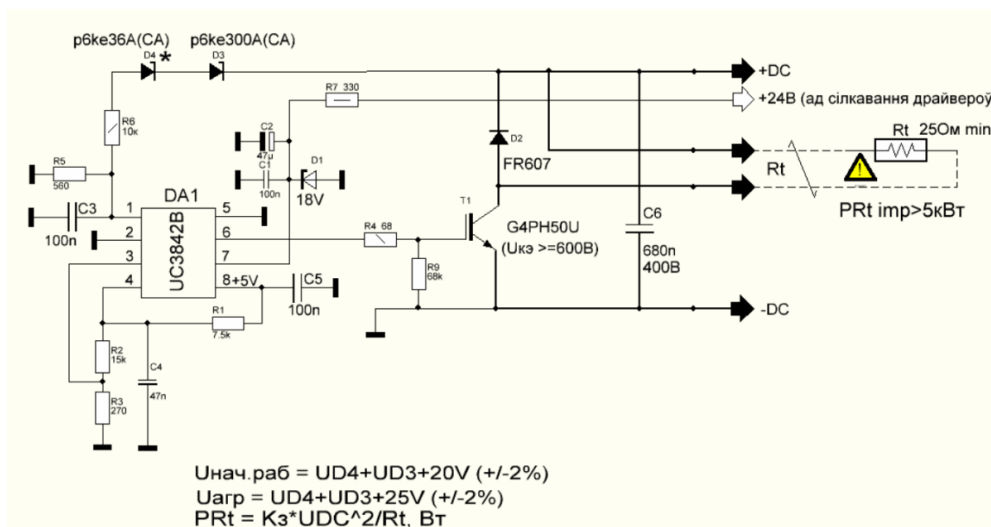 p6ke36A(CA)
p6ke300A(CA)
D4 *
D3
+DC
R7 330
+24В (ад сілкавання драйвероў
R6
10к
C2
47µ
D2
FR607
Rt
25Ом min
R5
560
C1
100n
D1
18V
Rt
PRt imp>5кВт
C3
100n
DA1
UC3842B
1
2
3
4
5
6
7
8
+5V
T1
G4PH50U
(Uкэ >=600В)
R4 68
R9
68k
C6
680n
400В
C5
100n
-DC
R1
7.5k
R2
15k
C4
47n
R3
270
Uнач.раб = UD4+UD3+20V (+/-2%)
Uагр = UD4+UD3+25V (+/-2%)
PRt = Kз*UDC^2/Rt, Вт